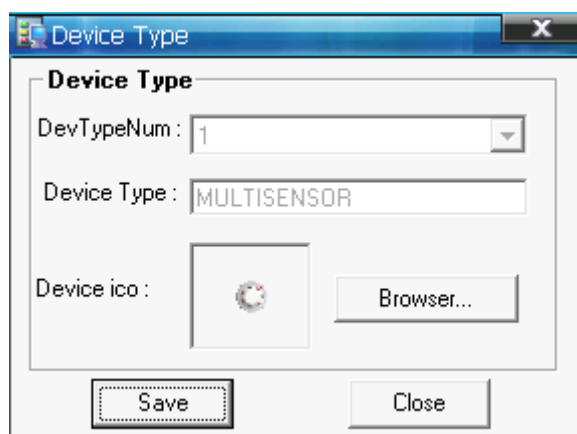 Device Type
Device Type
DevTypeNum : 1
Device Type : MULTISENSOR
Device ico :
Browser...
Save Close